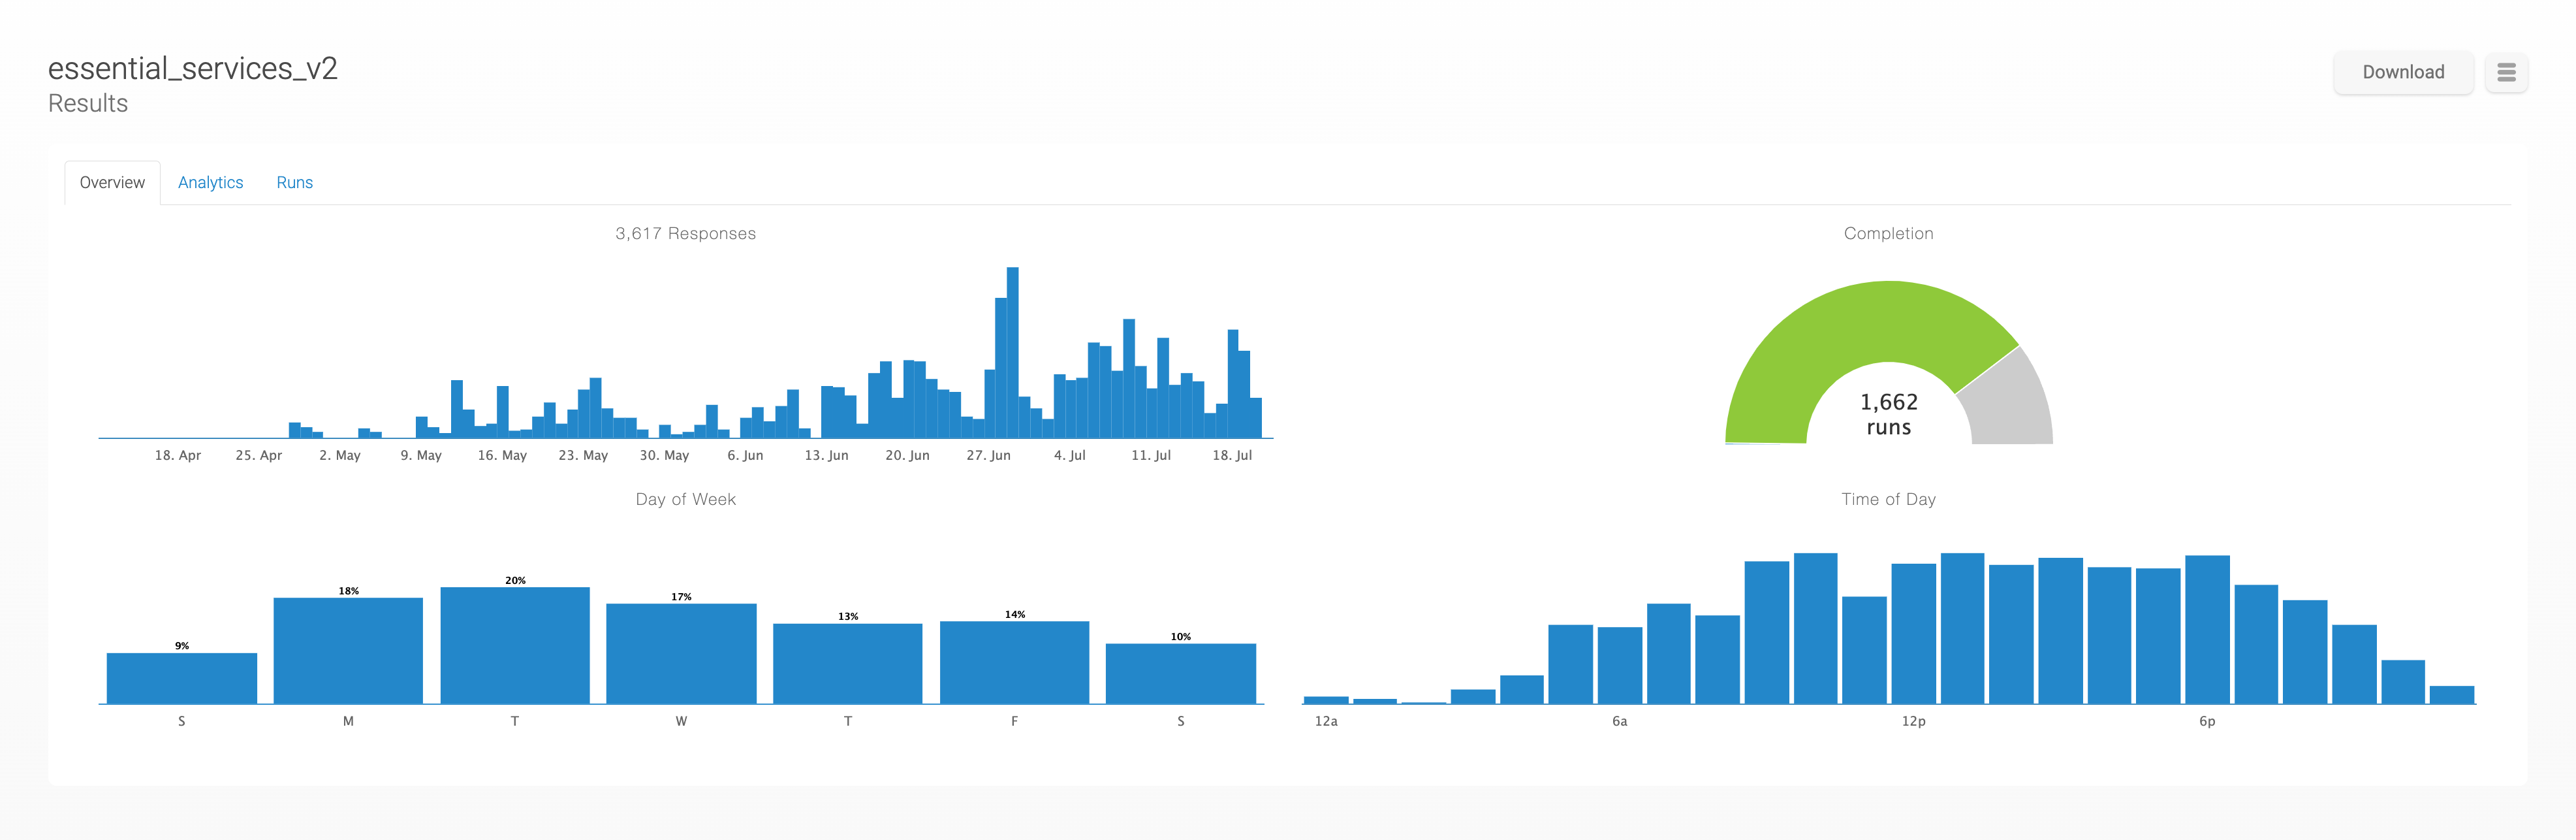 essential_services_v2
Results
Download
Overview Analytics Runs
3,617 Responses
18. Apr 25. Apr 2. May 9. May 16. May 23. May 30. May 6. Jun 13. Jun 20. Jun 27. Jun 4. Jul 11. Jul 18. Jul
Completion
1,662
runs
Day of Week
9% 18% 20% 17% 13% 14% 10%
S M T W T F S
Time of Day
12a 6a 12p 6p